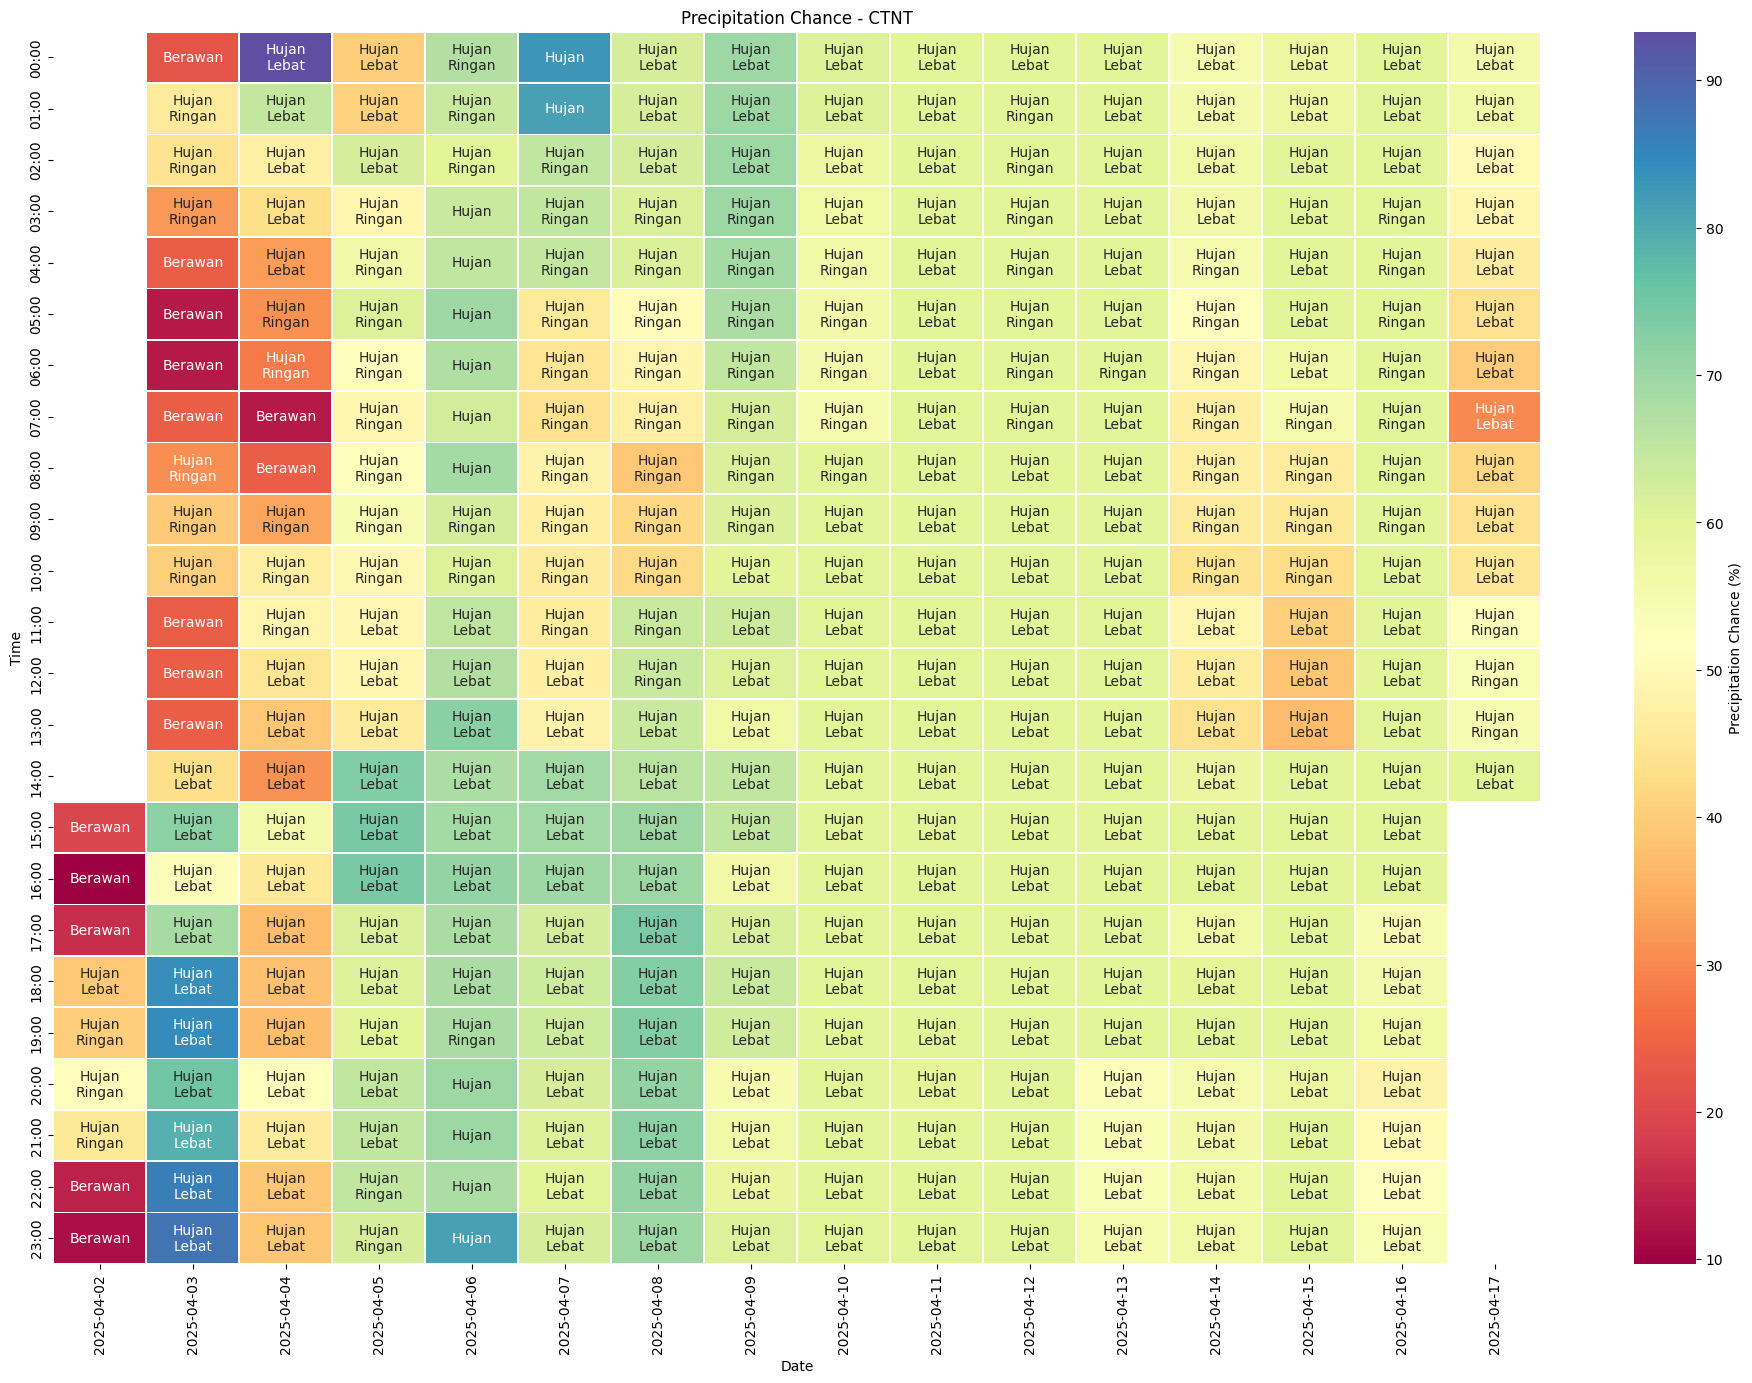 Precipitation Chance - CTNT
00:00 Berawan Hujan Lebat Hujan Lebat Hujan Ringan Hujan Hujan Lebat Hujan Lebat Hujan Lebat Hujan Lebat Hujan Lebat Hujan Lebat Hujan Lebat Hujan Lebat Hujan Lebat Hujan Lebat
01:00 Hujan Ringan Hujan Lebat Hujan Lebat Hujan Ringan Hujan Hujan Lebat Hujan Lebat Hujan Lebat Hujan Lebat Hujan Ringan Hujan Lebat Hujan Lebat Hujan Lebat Hujan Lebat Hujan Lebat
02:00 Hujan Ringan Hujan Lebat Hujan Lebat Hujan Ringan Hujan Ringan Hujan Lebat Hujan Lebat Hujan Lebat Hujan Lebat Hujan Ringan Hujan Lebat Hujan Lebat Hujan Lebat Hujan Lebat Hujan Lebat
03:00 Hujan Ringan Hujan Lebat Hujan Ringan Hujan Hujan Ringan Hujan Ringan Hujan Ringan Hujan Lebat Hujan Lebat Hujan Ringan Hujan Lebat Hujan Lebat Hujan Lebat Hujan Ringan Hujan Lebat
04:00 Berawan Hujan Lebat Hujan Ringan Hujan Hujan Ringan Hujan Ringan Hujan Ringan Hujan Ringan Hujan Lebat Hujan Ringan Hujan Lebat Hujan Ringan Hujan Lebat Hujan Ringan Hujan Lebat
05:00 Berawan Hujan Ringan Hujan Ringan Hujan Hujan Ringan Hujan Ringan Hujan Ringan Hujan Ringan Hujan Lebat Hujan Ringan Hujan Lebat Hujan Ringan Hujan Lebat Hujan Ringan Hujan Lebat
06:00 Berawan Hujan Ringan Hujan Ringan Hujan Hujan Ringan Hujan Ringan Hujan Ringan Hujan Ringan Hujan Lebat Hujan Ringan Hujan Ringan Hujan Ringan Hujan Lebat Hujan Ringan Hujan Lebat
07:00 Berawan Berawan Hujan Ringan Hujan Hujan Ringan Hujan Ringan Hujan Ringan Hujan Ringan Hujan Lebat Hujan Ringan Hujan Lebat Hujan Ringan Hujan Ringan Hujan Ringan Hujan Lebat
08:00 Hujan Ringan Berawan Hujan Ringan Hujan Hujan Ringan Hujan Ringan Hujan Ringan Hujan Ringan Hujan Lebat Hujan Lebat Hujan Lebat Hujan Ringan Hujan Ringan Hujan Ringan Hujan Lebat
09:00 Hujan Ringan Hujan Ringan Hujan Ringan Hujan Ringan Hujan Ringan Hujan Ringan Hujan Ringan Hujan Lebat Hujan Lebat Hujan Lebat Hujan Lebat Hujan Ringan Hujan Ringan Hujan Ringan Hujan Lebat
10:00 Hujan Ringan Hujan Ringan Hujan Ringan Hujan Ringan Hujan Ringan Hujan Ringan Hujan Lebat Hujan Lebat Hujan Lebat Hujan Lebat Hujan Lebat Hujan Ringan Hujan Ringan Hujan Lebat Hujan Lebat
11:00 Berawan Hujan Ringan Hujan Lebat Hujan Lebat Hujan Ringan Hujan Ringan Hujan Lebat Hujan Lebat Hujan Lebat Hujan Lebat Hujan Lebat Hujan Lebat Hujan Lebat Hujan Lebat Hujan Ringan
12:00 Berawan Hujan Lebat Hujan Lebat Hujan Lebat Hujan Lebat Hujan Ringan Hujan Lebat Hujan Lebat Hujan Lebat Hujan Lebat Hujan Lebat Hujan Lebat Hujan Lebat Hujan Lebat Hujan Ringan
13:00 Berawan Hujan Lebat Hujan Lebat Hujan Lebat Hujan Lebat Hujan Lebat Hujan Lebat Hujan Lebat Hujan Lebat Hujan Lebat Hujan Lebat Hujan Lebat Hujan Lebat Hujan Lebat Hujan Ringan
14:00 Hujan Lebat Hujan Lebat Hujan Lebat Hujan Lebat Hujan Lebat Hujan Lebat Hujan Lebat Hujan Lebat Hujan Lebat Hujan Lebat Hujan Lebat Hujan Lebat Hujan Lebat Hujan Lebat Hujan Lebat
15:00 Berawan Hujan Lebat Hujan Lebat Hujan Lebat Hujan Lebat Hujan Lebat Hujan Lebat Hujan Lebat Hujan Lebat Hujan Lebat Hujan Lebat Hujan Lebat Hujan Lebat Hujan Lebat Hujan Lebat
16:00 Berawan Hujan Lebat Hujan Lebat Hujan Lebat Hujan Lebat Hujan Lebat Hujan Lebat Hujan Lebat Hujan Lebat Hujan Lebat Hujan Lebat Hujan Lebat Hujan Lebat Hujan Lebat Hujan Lebat
17:00 Berawan Hujan Lebat Hujan Lebat Hujan Lebat Hujan Lebat Hujan Lebat Hujan Lebat Hujan Lebat Hujan Lebat Hujan Lebat Hujan Lebat Hujan Lebat Hujan Lebat Hujan Lebat Hujan Lebat
18:00 Hujan Lebat Hujan Lebat Hujan Lebat Hujan Lebat Hujan Lebat Hujan Lebat Hujan Lebat Hujan Lebat Hujan Lebat Hujan Lebat Hujan Lebat Hujan Lebat Hujan Lebat Hujan Lebat Hujan Lebat
19:00 Hujan Ringan Hujan Lebat Hujan Lebat Hujan Lebat Hujan Ringan Hujan Lebat Hujan Lebat Hujan Lebat Hujan Lebat Hujan Lebat Hujan Lebat Hujan Lebat Hujan Lebat Hujan Lebat Hujan Lebat
20:00 Hujan Ringan Hujan Lebat Hujan Lebat Hujan Lebat Hujan Hujan Lebat Hujan Lebat Hujan Lebat Hujan Lebat Hujan Lebat Hujan Lebat Hujan Lebat Hujan Lebat Hujan Lebat Hujan Lebat
21:00 Hujan Ringan Hujan Lebat Hujan Lebat Hujan Lebat Hujan Hujan Lebat Hujan Lebat Hujan Lebat Hujan Lebat Hujan Lebat Hujan Lebat Hujan Lebat Hujan Lebat Hujan Lebat Hujan Lebat
22:00 Berawan Hujan Lebat Hujan Lebat Hujan Ringan Hujan Hujan Lebat Hujan Lebat Hujan Lebat Hujan Lebat Hujan Lebat Hujan Lebat Hujan Lebat Hujan Lebat Hujan Lebat Hujan Lebat
23:00 Berawan Hujan Lebat Hujan Lebat Hujan Ringan Hujan Hujan Lebat Hujan Lebat Hujan Lebat Hujan Lebat Hujan Lebat Hujan Lebat Hujan Lebat Hujan Lebat Hujan Lebat Hujan Lebat
Time
2025-04-02 2025-04-03 2025-04-04 2025-04-05 2025-04-06 2025-04-07 2025-04-08 2025-04-09 2025-04-10 2025-04-11 2025-04-12 2025-04-13 2025-04-14 2025-04-15 2025-04-16 2025-04-17
Date
90
80
70
60
50
40
30
20
10
Precipitation Chance (%)